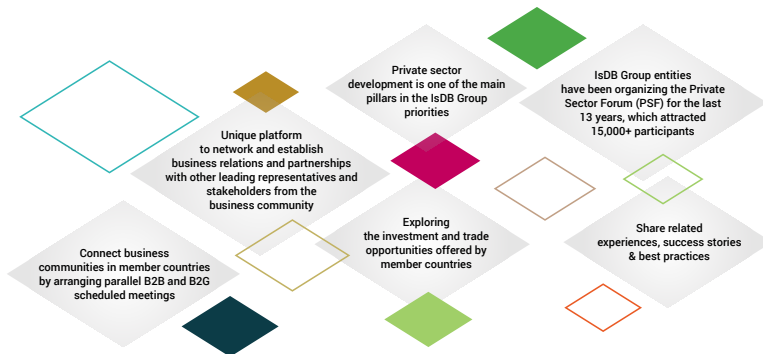 Private sector
development is one of the main
pillars in the IsDB Group
priorities
IsDB Group entities
have been organizing the Private
Sector Forum (PSF) for the last
13 years, which attracted
15,000+ participants
Unique platform
to network and establish
business relations and partnerships
with other leading representatives and
stakeholders from the
business community
Exploring
the investment and trade
opportunities offered by
member countries
Share related
experiences, success stories
& best practices
Connect business
communities in member countries
by arranging parallel B2B and B2G
scheduled meetings